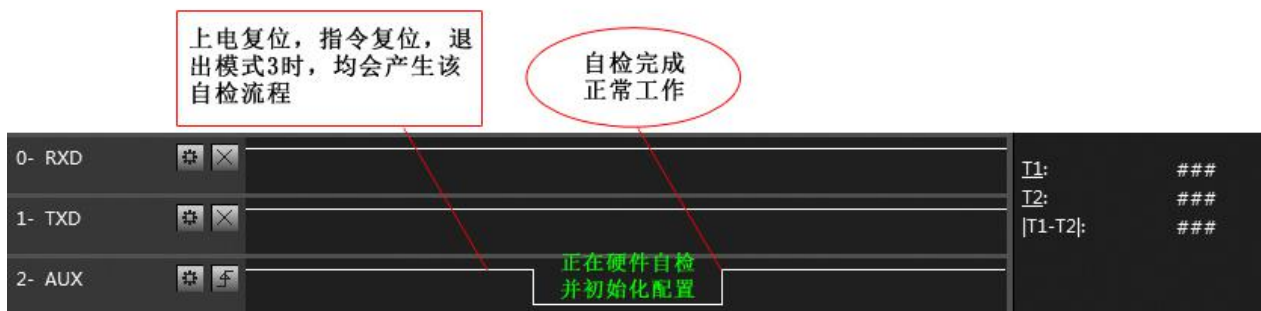 上电复位，指令复位，退
出模式3时，均会产生该
自检流程
自检完成
正常工作
0- RXD
T1: ###
T2: ###
1- TXD
|T1-T2|: ###
2- AUX
正在硬件自检
并初始化配置